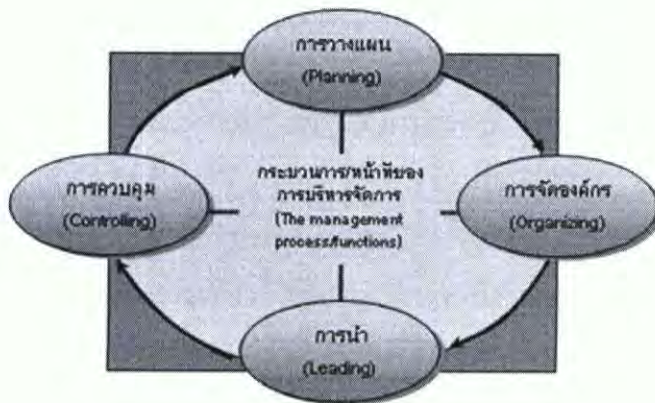 การวางแผน
(Planning)
กระบวนการ/หน้าที่ของ
การบริหารจัดการ
(The management
process/functions)
การควบคุม
(Controlling)
การจัดองค์กร
(Organizing)
การนำ
(Leading)